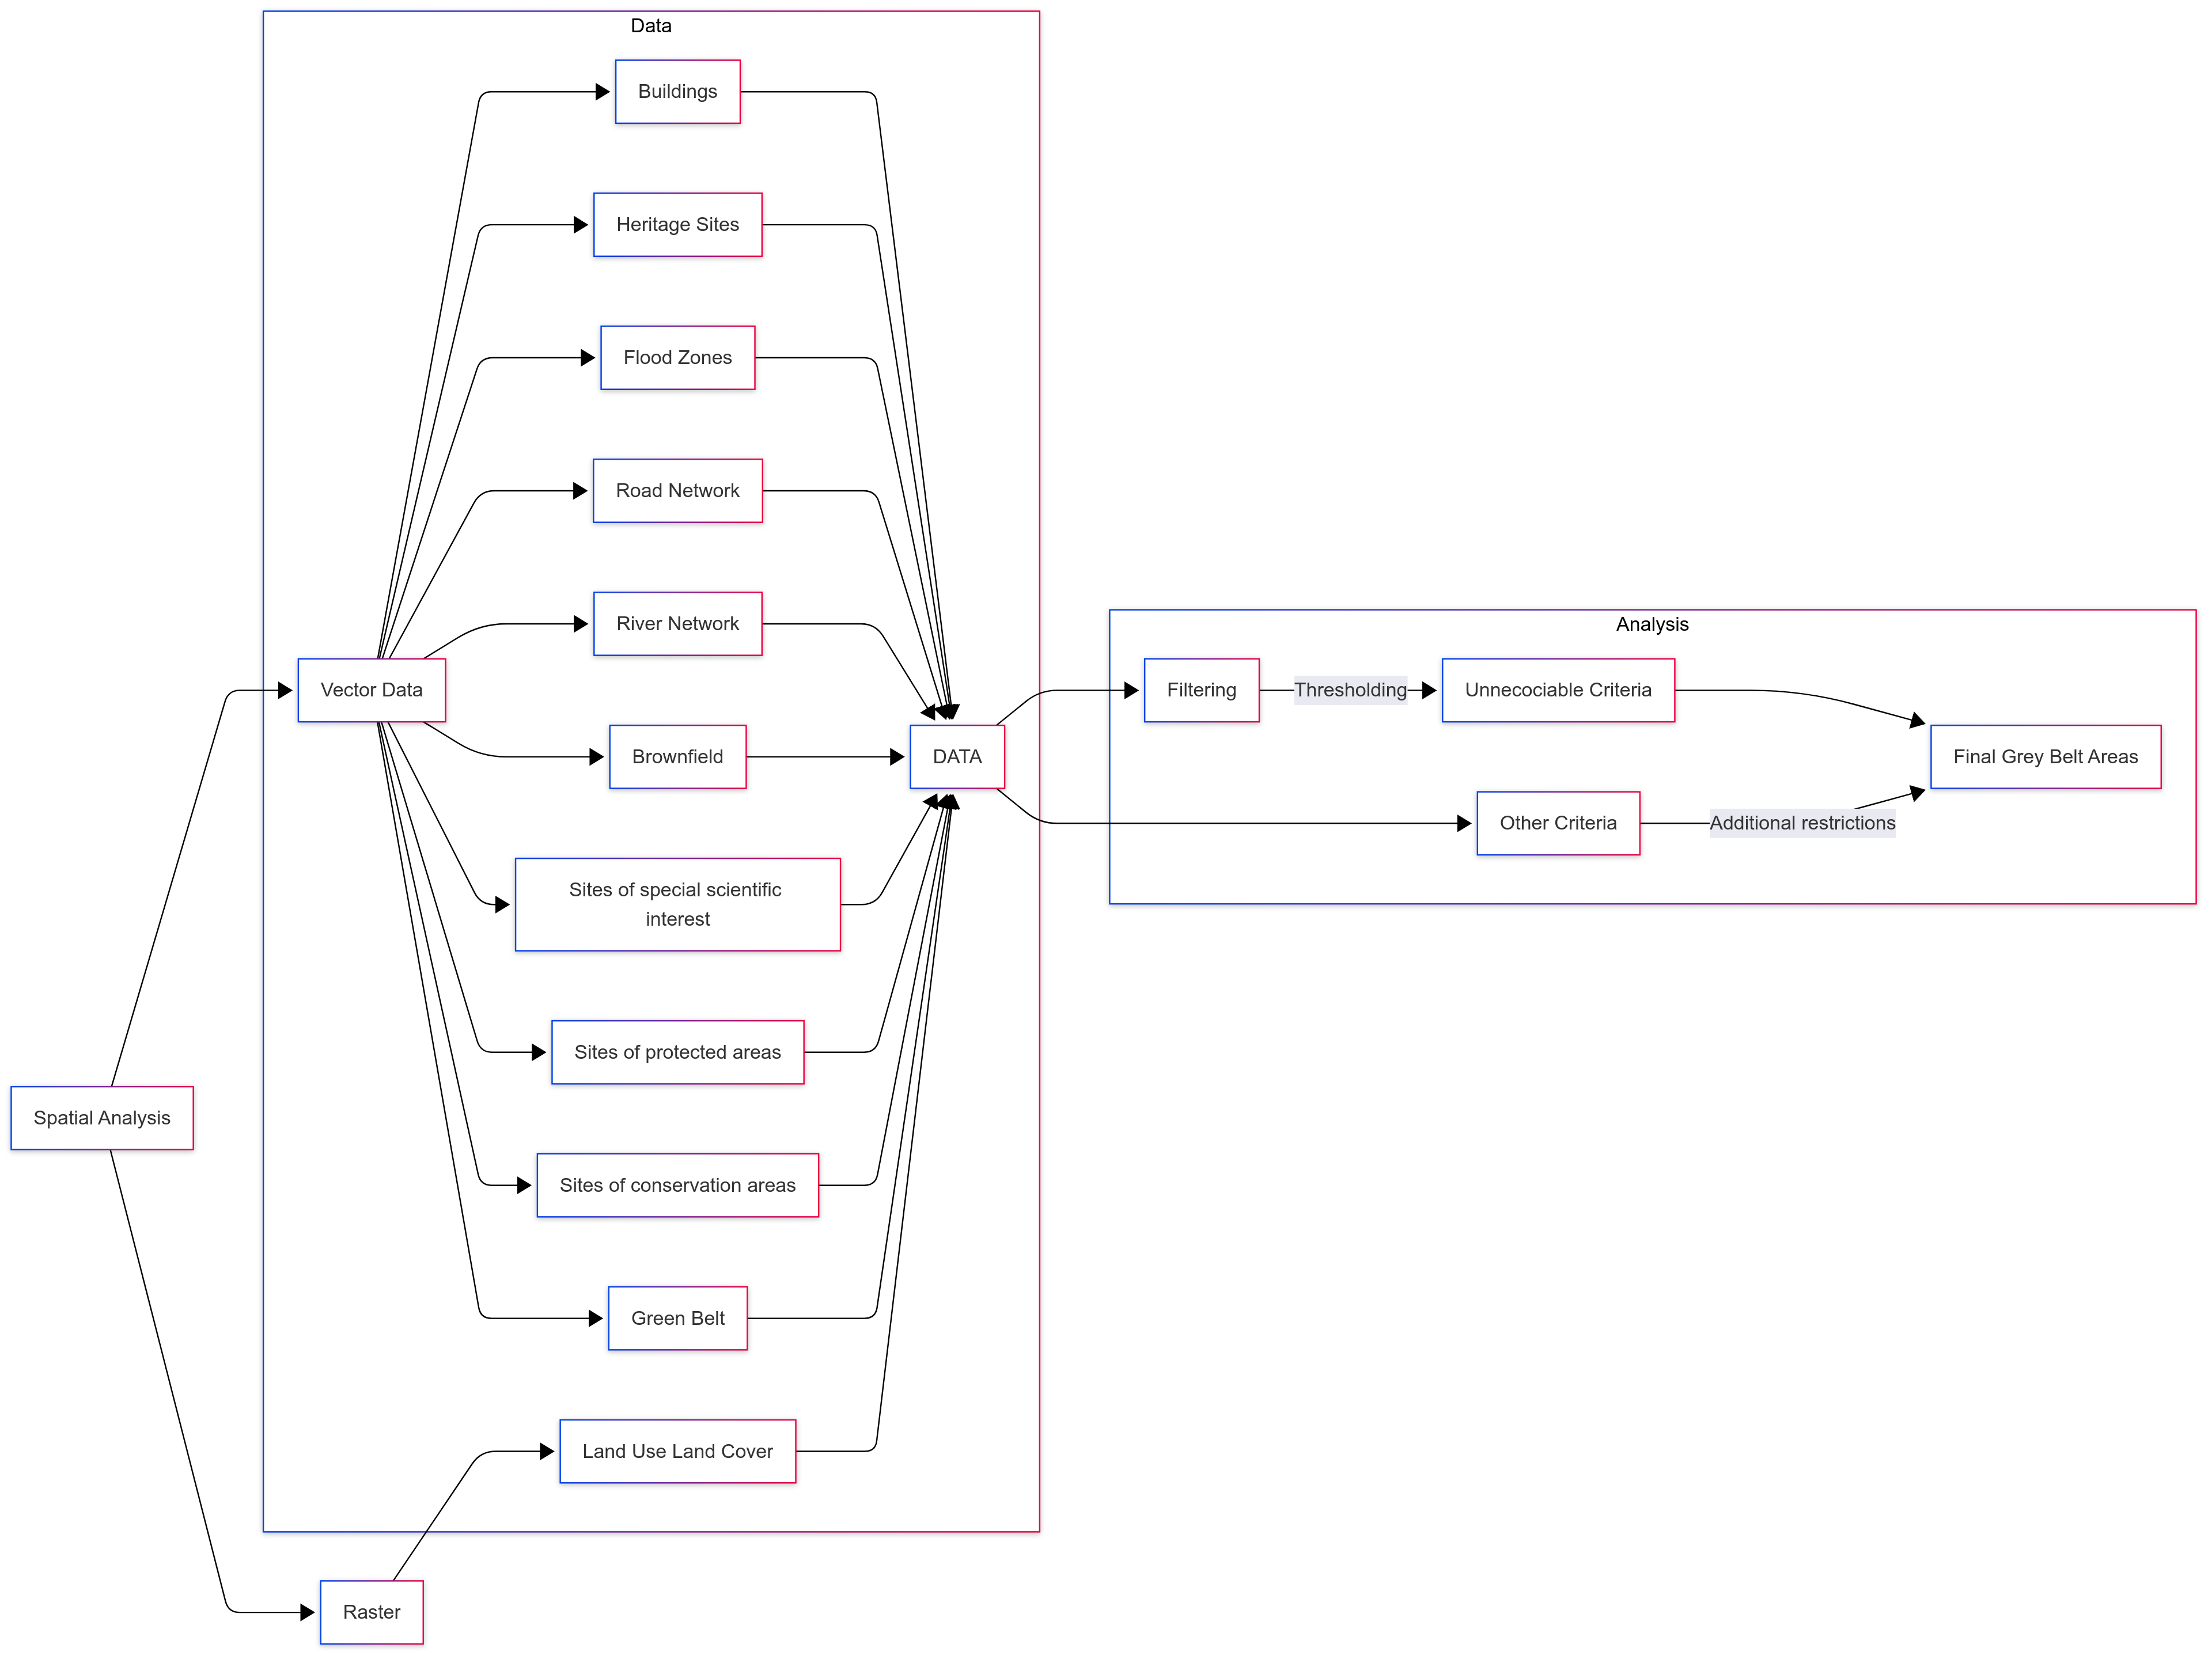 Data
Buildings
Heritage Sites
Flood Zones
Road Network
River Network
Analysis
Vector Data
Filtering
Thresholding
Unnecociable Criteria
Brownfield
DATA
Final Grey Belt Areas
Other Criteria
Additional restrictions
Sites of special scientific
interest
Sites of protected areas
Spatial Analysis
Sites of conservation areas
Green Belt
Land Use Land Cover
Raster